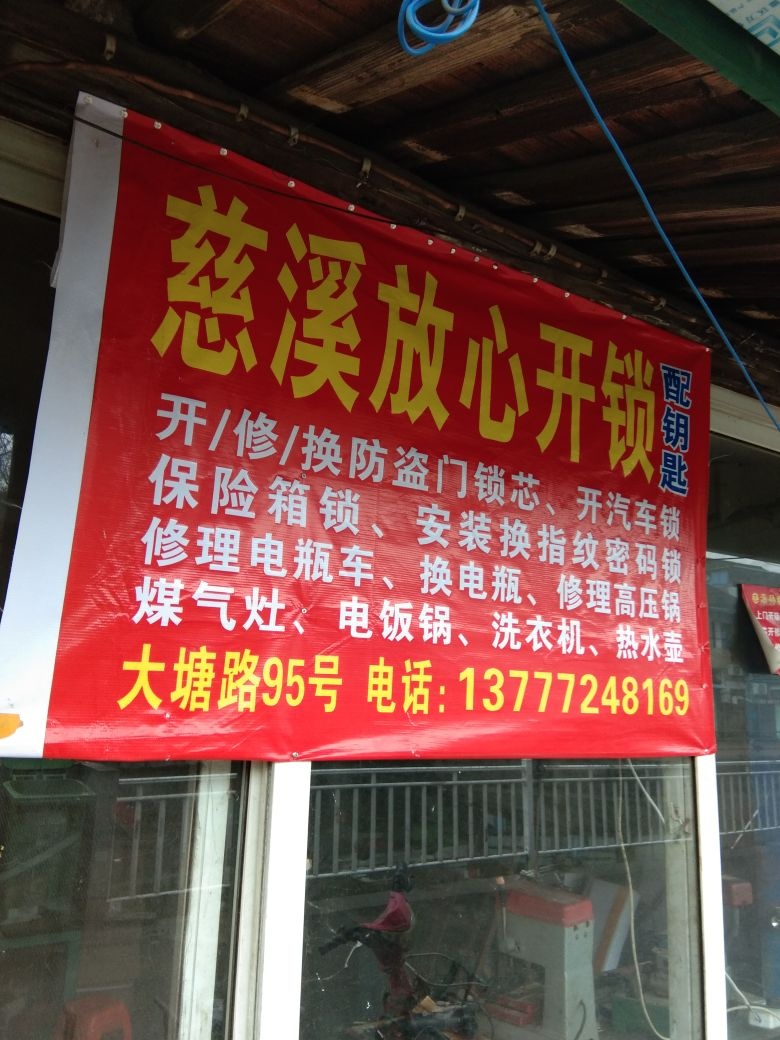 慈溪放心开锁
配钥匙
开/修/换防盗门锁芯、开汽车锁
保险箱锁、安装换指纹密码锁
修理电瓶车、换电瓶、修理高压锅
煤气灶、电饭锅、洗衣机、热水壶
大塘路95号 电话:13777248169